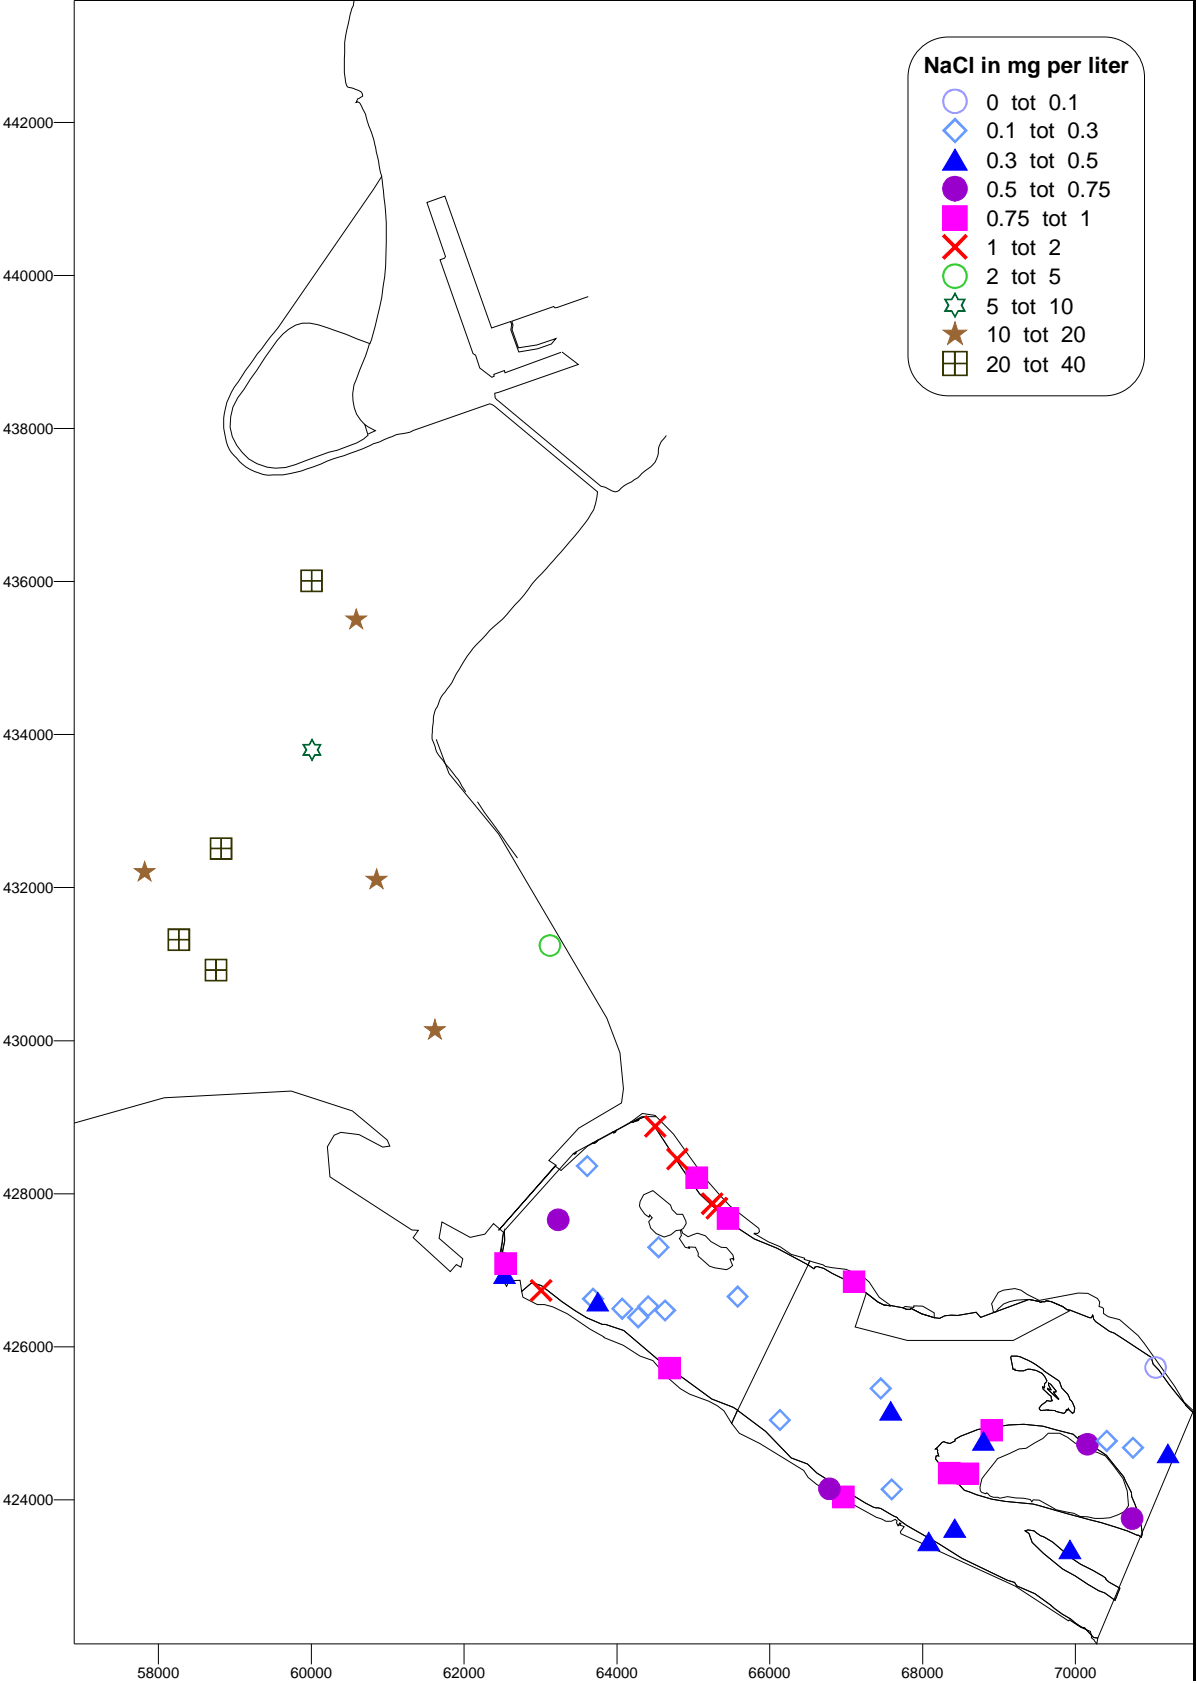 NaCl in mg per liter
0 tot 0.1
0.1 tot 0.3
0.3 tot 0.5
0.5 tot 0.75
0.75 tot 1
1 tot 2
2 tot 5
5 tot 10
10 tot 20
20 tot 40
442000
440000
438000
436000
434000
432000
430000
428000
426000
424000
58000 60000 62000 64000 66000 68000 70000